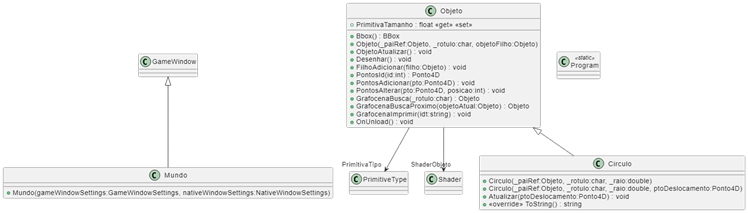 C Objeto
PrimitivaTamanho : float «get» «set»
Bbox() : BBox
Objeto(_paiRef:Objeto, _rotulo:char, objetoFilho:Objeto)
ObjetoAtualizar() : void
Desenhar() : void
FilhoAdicionar(filho:Objeto) : void
PontosId(id:int) : Ponto4D
PontosAdicionar(pto:Ponto4D) : void
PontosAlterar(pto:Ponto4D, posicao:int) : void
GrafocenaBusca(_rotulo:char) : Objeto
GrafocenaBuscaProximo(objetoAtual:Objeto) : Objeto
GrafocenaImprimir(idt:string) : void
OnUnload() : void
C GameWindow
C «static»
Program
PrimitivaTipo
ShaderObjeto
C Mundo
Mundo(gameWindowSettings:GameWindowSettings, nativeWindowSettings:NativeWindowSettings)
C PrimitiveType
C Shader
C Circulo
Circulo(_paiRef:Objeto, _rotulo:char, _raio:double)
Circulo(_paiRef:Objeto, _rotulo:char, _raio:double, ptoDeslocamento:Ponto4D)
Atualizar(ptoDeslocamento:Ponto4D) : void
«override» ToString() : string